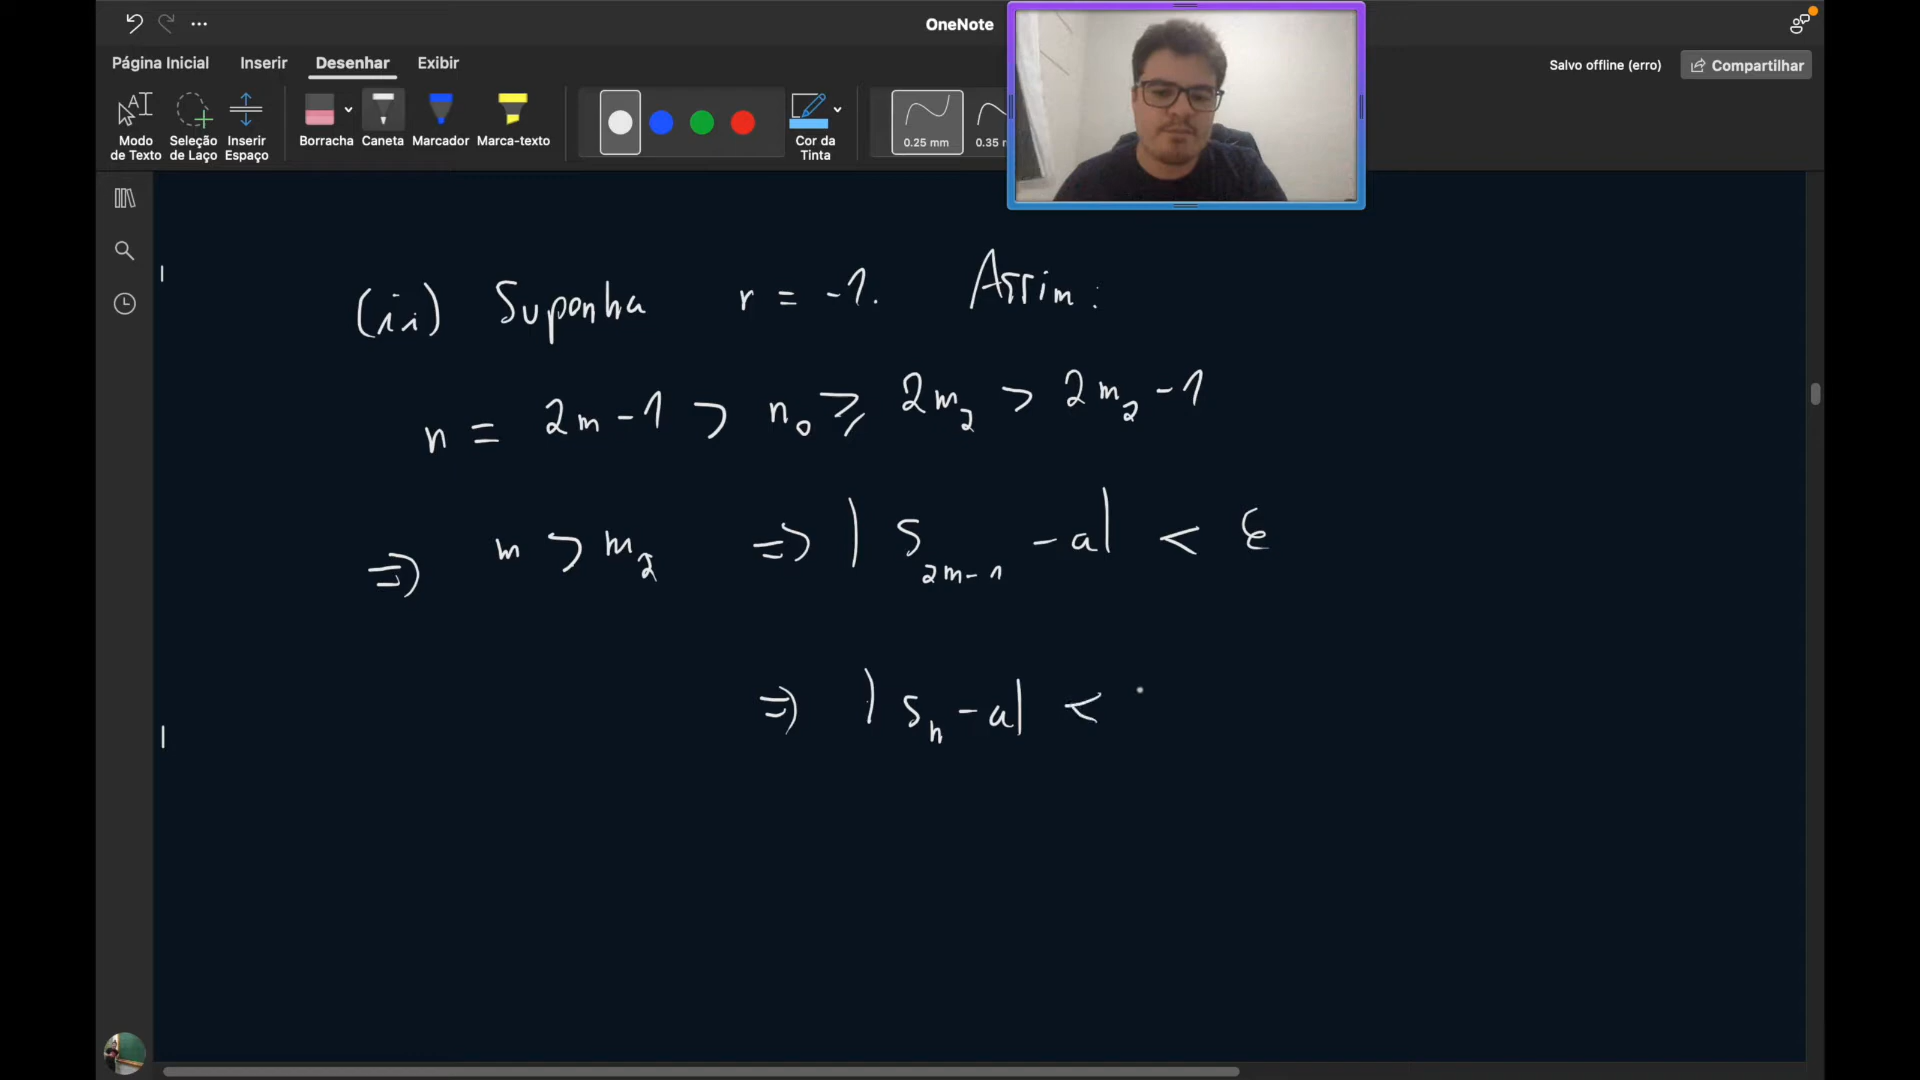 OneNote
Página Inicial Inserir Desenhar Exibir
Salvo offline (erro) Compartilhar
Modo de Texto
Seleção de Laço
Inserir Espaço
Borracha
Caneta
Marcador
Marca-texto
Cor da Tinta
0.25 mm
0.35 m
(ii) Suponha r = -1. Assim:
n = 2m - 1 > n₀ ⩾ 2m₂ > 2m₂ - 1
⇒ m > m₂ ⇒ | S₂ₘ₋₁ - a| < ε
⇒ | Sₙ - a| <